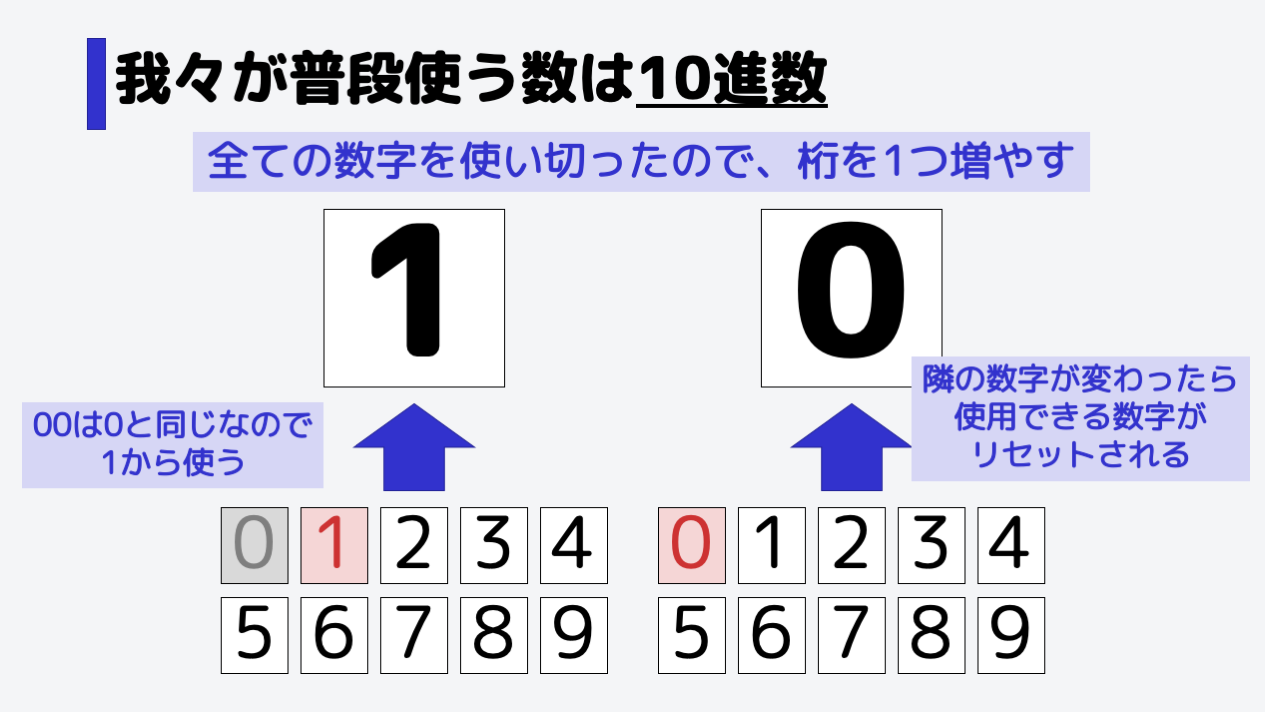 我々が普段使う数は10進数
全ての数字を使い切ったので、桁を1つ増やす
1
0
00は0と同じなので
1から使う
隣の数字が変わったら
使用できる数字が
リセットされる
0 1 2 3 4
5 6 7 8 9
0 1 2 3 4
5 6 7 8 9